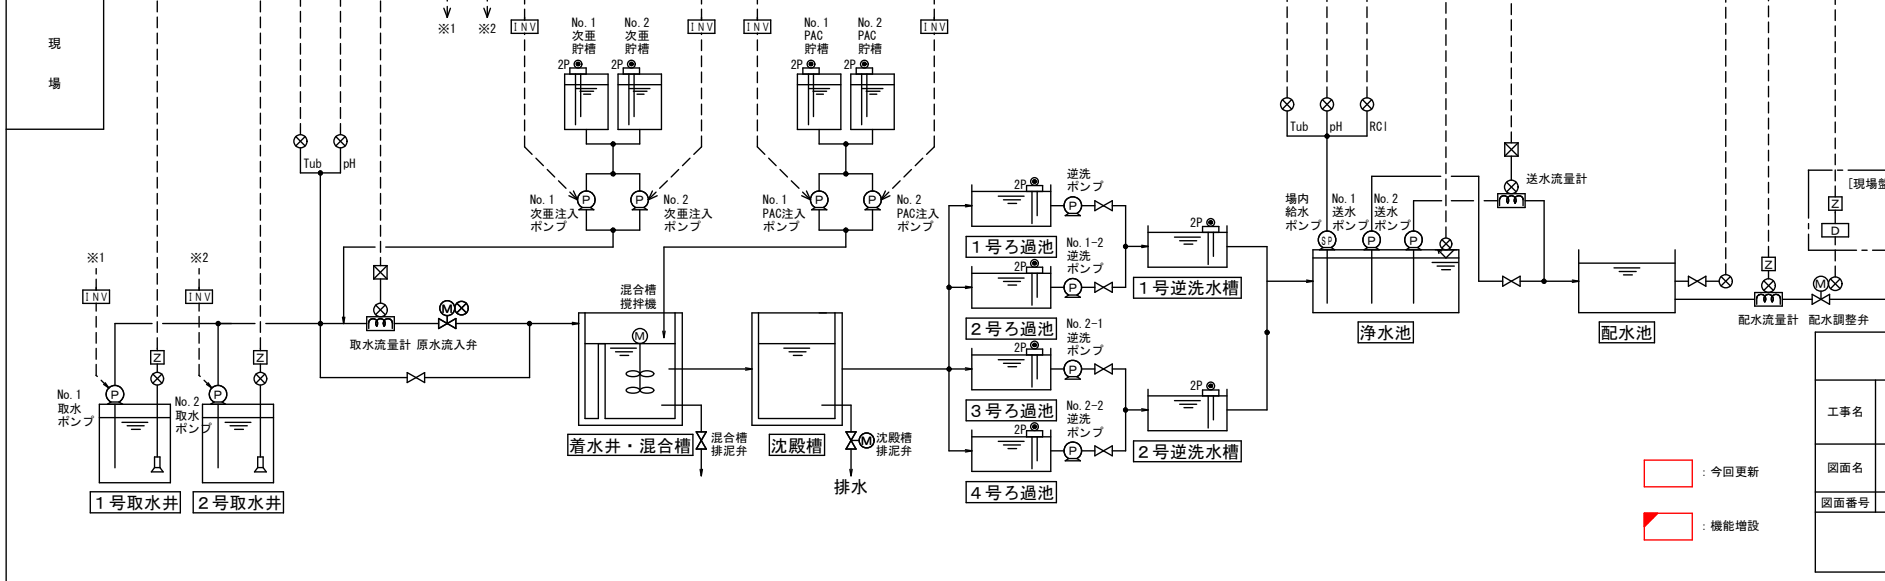 現
場
※1
※2
INV
No.1
次亜
貯槽
No.2
次亜
貯槽
INV
INV
No.1
PAC
貯槽
No.2
PAC
貯槽
INV
2P
2P
2P
2P
Tub
pH
Tub
pH
RCl
P
P
P
P
No.1
次亜注入
ポンプ
No.2
次亜注入
ポンプ
No.1
PAC注入
ポンプ
No.2
PAC注入
ポンプ
※1
※2
INV
INV
Z
Z
P
P
No.1
取水
ポンプ
No.2
取水
ポンプ
1号取水井
2号取水井
取水流量計
原水流入弁
M
混合槽
撹拌機
M
着水井・混合槽
混合槽
排泥弁
沈殿槽
M
沈殿槽
排泥弁
排水
2P
逆洗
ポンプ
P
1号ろ過池
2P
No.1-2
逆洗
ポンプ
P
2号ろ過池
2P
No.2-1
逆洗
ポンプ
P
3号ろ過池
2P
No.2-2
逆洗
ポンプ
P
4号ろ過池
2P
1号逆洗水槽
2P
2号逆洗水槽
場内
給水
ポンプ
No.1
送水
ポンプ
No.2
送水
ポンプ
SP
P
P
浄水池
送水流量計
配水池
[現場盤
Z
D
Z
M
配水流量計
配水調整弁
工事名
図面名
図面番号
：今回更新
：機能増設